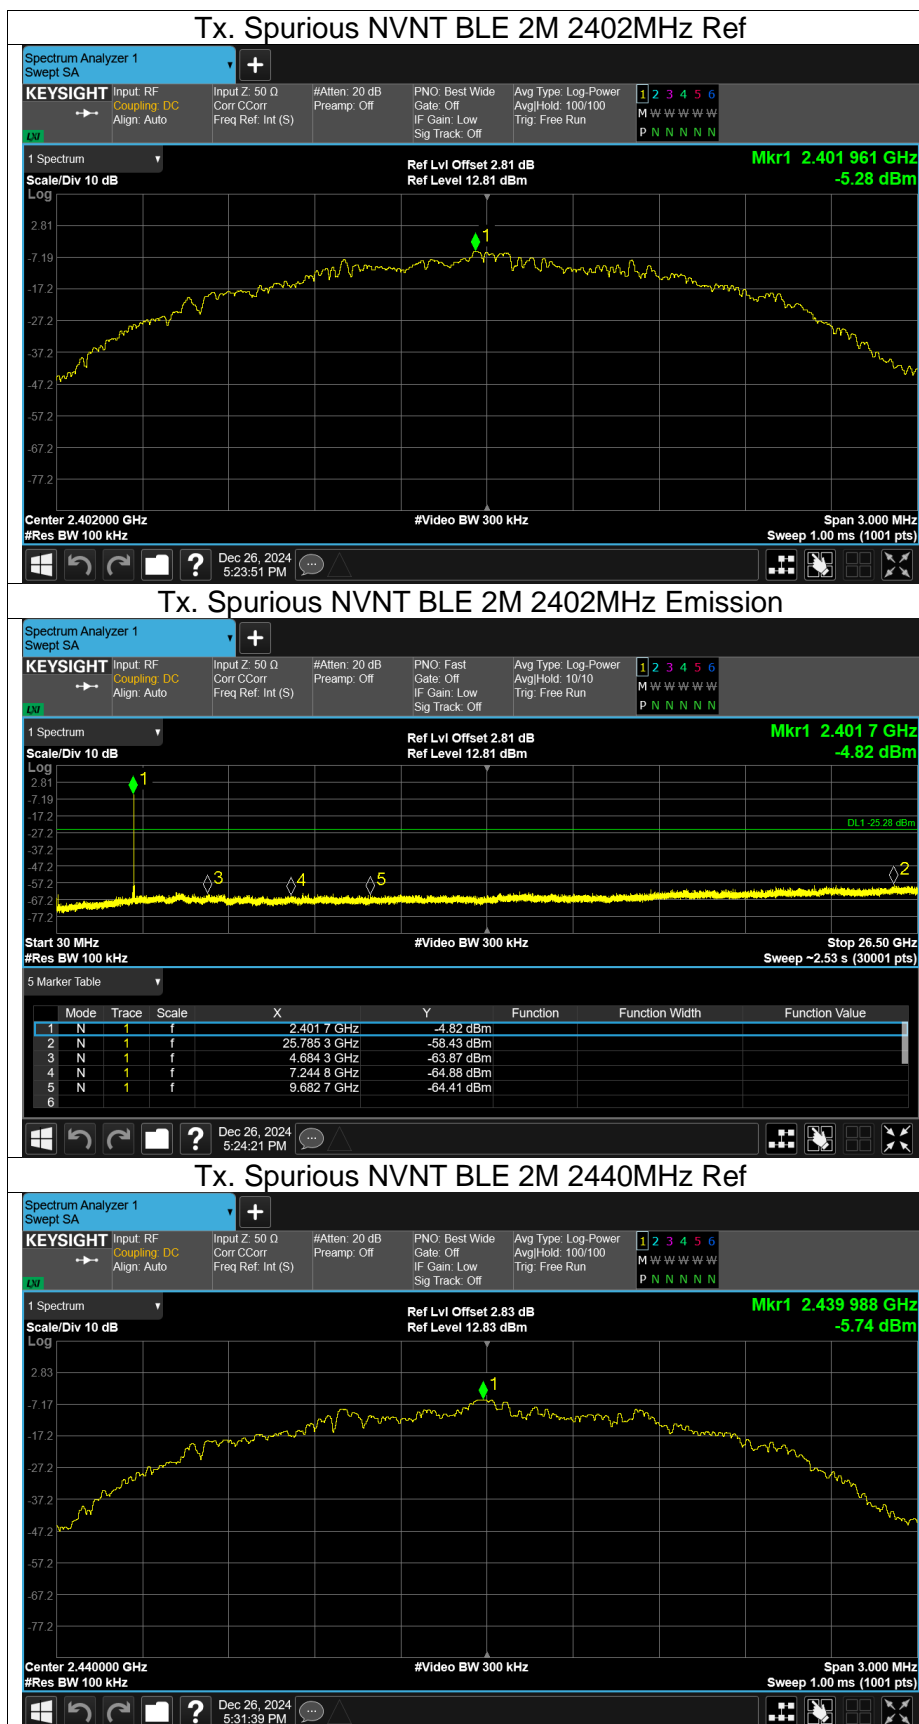 Tx. Spurious NVNT BLE 2M 2402MHz Ref
Spectrum Analyzer 1
Swept SA
+
KEYSIGHT
Input: RF
Coupling: DC
Align: Auto
Input Z: 50 Ω
Corr CCorr
Freq Ref: Int (S)
#Atten: 20 dB
Preamp: Off
PNO: Best Wide
Gate: Off
IF Gain: Low
Sig Track: Off
Avg Type: Log-Power
Avg|Hold: 100/100
Trig: Free Run
1 2 3 4 5 6
M W W W W W
P N N N N N
LXI
1 Spectrum
Scale/Div 10 dB
Log
Ref Lvl Offset 2.81 dB
Ref Level 12.81 dBm
Mkr1 2.401 961 GHz
-5.28 dBm
2.81
-7.19
-17.2
-27.2
-37.2
-47.2
-57.2
-67.2
-77.2
1
Center 2.402000 GHz
#Res BW 100 kHz
#Video BW 300 kHz
Span 3.000 MHz
Sweep 1.00 ms (1001 pts)
?
Dec 26, 2024
5:23:51 PM
Tx. Spurious NVNT BLE 2M 2402MHz Emission
Spectrum Analyzer 1
Swept SA
+
KEYSIGHT
Input: RF
Coupling: DC
Align: Auto
Input Z: 50 Ω
Corr CCorr
Freq Ref: Int (S)
#Atten: 20 dB
Preamp: Off
PNO: Fast
Gate: Off
IF Gain: Low
Sig Track: Off
Avg Type: Log-Power
Avg|Hold: 10/10
Trig: Free Run
1 2 3 4 5 6
M W W W W W
P N N N N N
LXI
1 Spectrum
Scale/Div 10 dB
Log
Ref Lvl Offset 2.81 dB
Ref Level 12.81 dBm
Mkr1 2.401 7 GHz
-4.82 dBm
2.81
-7.19
-17.2
-27.2
-37.2
-47.2
-57.2
-67.2
-77.2
DL1 -25.28 dBm
1
3
4
5
2
Start 30 MHz
#Res BW 100 kHz
#Video BW 300 kHz
Stop 26.50 GHz
Sweep ~2.53 s (30001 pts)
5 Marker Table
Mode Trace Scale X Y Function Function Width Function Value
1 N 1 f 2.401 7 GHz -4.82 dBm
2 N 1 f 25.785 3 GHz -58.43 dBm
3 N 1 f 4.684 3 GHz -63.87 dBm
4 N 1 f 7.244 8 GHz -64.88 dBm
5 N 1 f 9.682 7 GHz -64.41 dBm
6
?
Dec 26, 2024
5:24:21 PM
Tx. Spurious NVNT BLE 2M 2440MHz Ref
Spectrum Analyzer 1
Swept SA
+
KEYSIGHT
Input: RF
Coupling: DC
Align: Auto
Input Z: 50 Ω
Corr CCorr
Freq Ref: Int (S)
#Atten: 20 dB
Preamp: Off
PNO: Best Wide
Gate: Off
IF Gain: Low
Sig Track: Off
Avg Type: Log-Power
Avg|Hold: 100/100
Trig: Free Run
1 2 3 4 5 6
M W W W W W
P N N N N N
LXI
1 Spectrum
Scale/Div 10 dB
Log
Ref Lvl Offset 2.83 dB
Ref Level 12.83 dBm
Mkr1 2.439 988 GHz
-5.74 dBm
2.83
-7.17
-17.2
-27.2
-37.2
-47.2
-57.2
-67.2
-77.2
1
Center 2.440000 GHz
#Res BW 100 kHz
#Video BW 300 kHz
Span 3.000 MHz
Sweep 1.00 ms (1001 pts)
?
Dec 26, 2024
5:31:39 PM